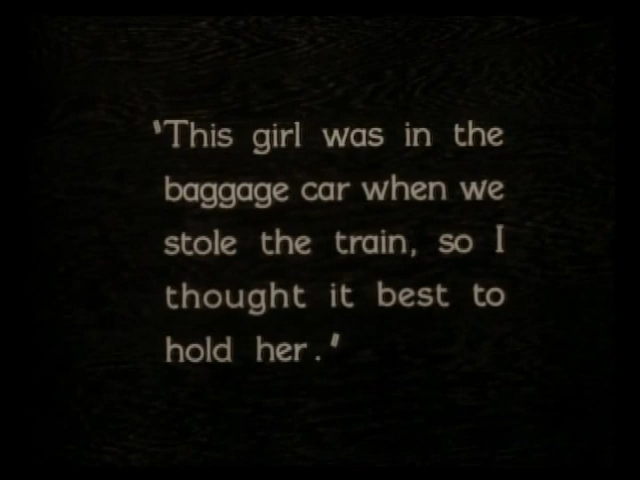 "This girl was in the
baggage car when we
stole the train, so I
thought it best to
hold her."